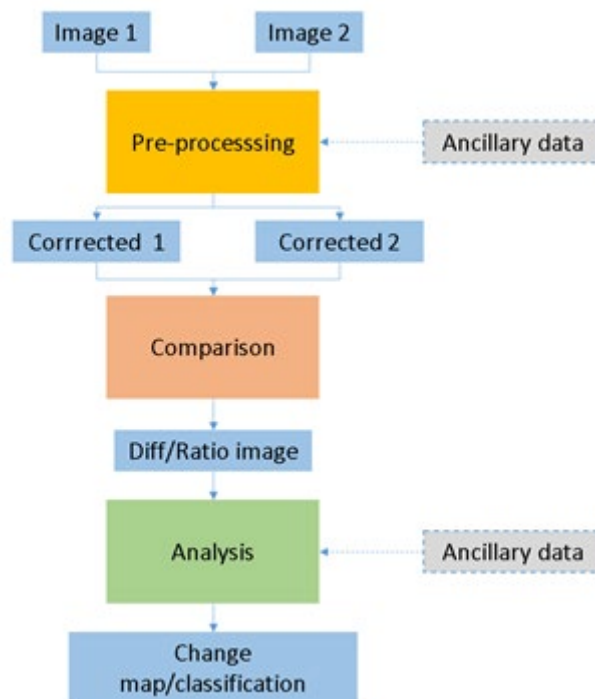 Image 1
Image 2
Pre-processsing
Ancillary data
Corrrected 1
Corrected 2
Comparison
Diff/Ratio image
Analysis
Ancillary data
Change
map/classification